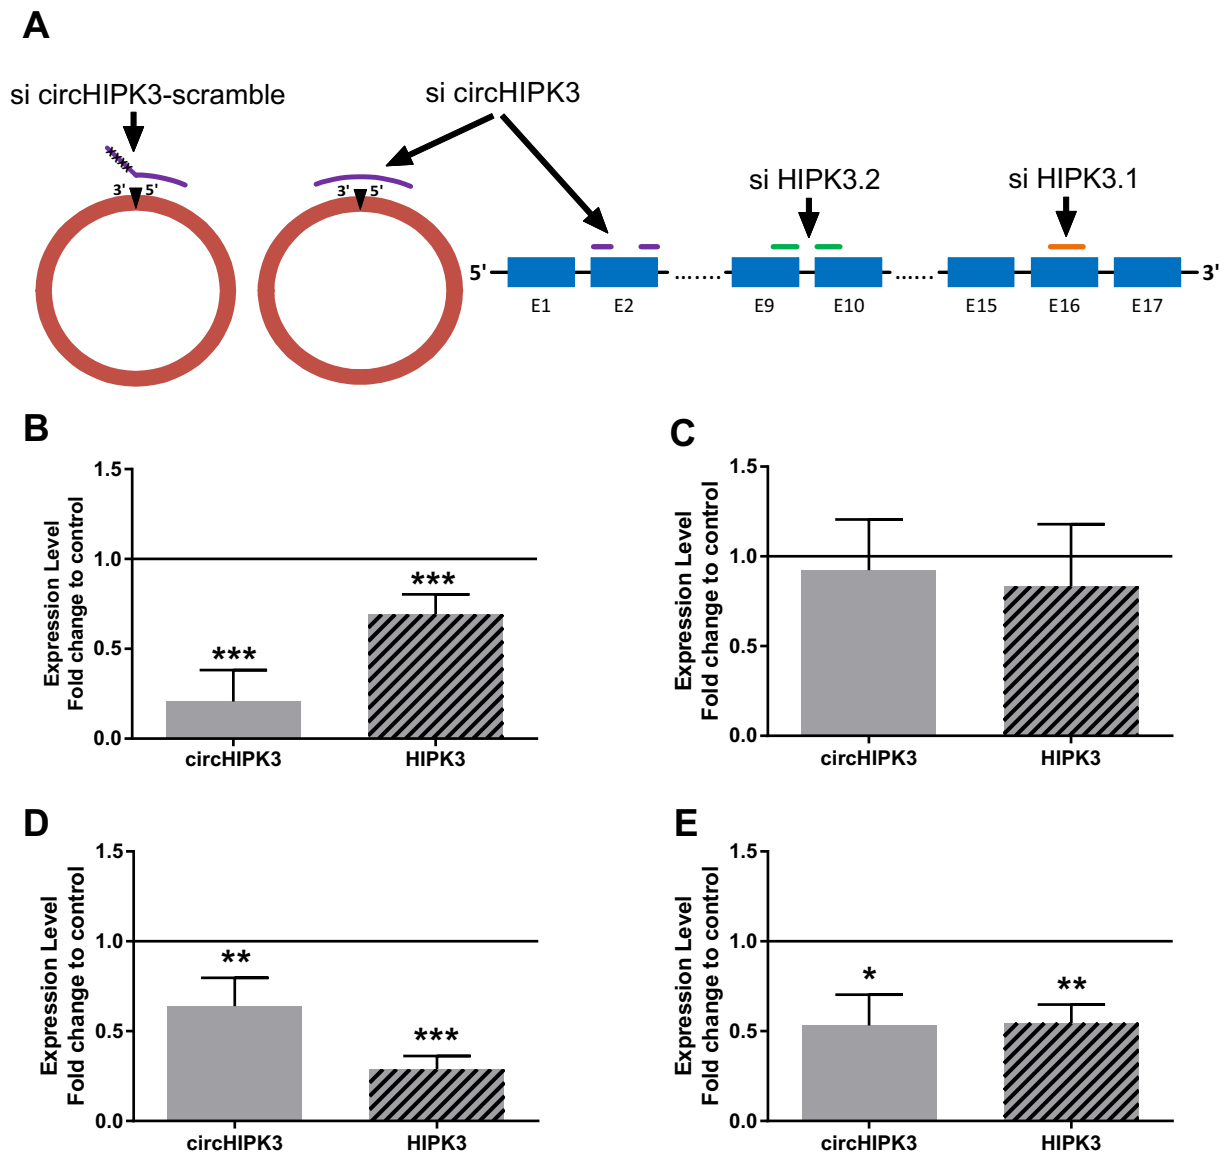 A
si circHIPK3-scramble
si circHIPK3
si HIPK3.2
si HIPK3.1
3' 5'
3' 5'
5' ....... ...... 3'
E1 E2 E9 E10 E15 E16 E17
B
Expression Level
Fold change to control
1.5
1.0
0.5
0.0
***
***
circHIPK3 HIPK3
C
Expression Level
Fold change to control
1.5
1.0
0.5
0.0
circHIPK3 HIPK3
D
Expression Level
Fold change to control
1.5
1.0
0.5
0.0
**
***
circHIPK3 HIPK3
E
Expression Level
Fold change to control
1.5
1.0
0.5
0.0
*
**
circHIPK3 HIPK3